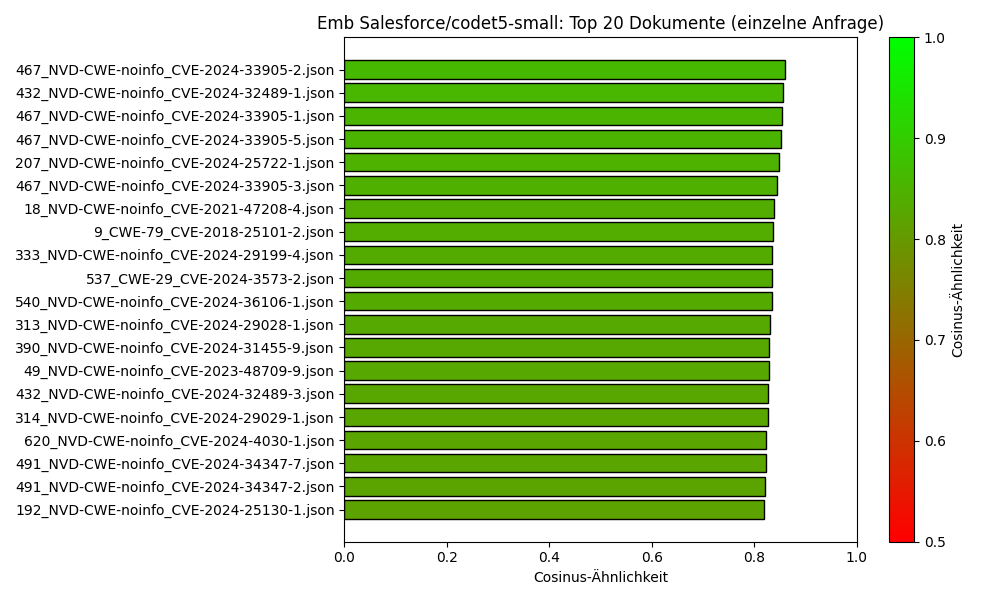 Emb Salesforce/codet5-small: Top 20 Dokumente (einzelne Anfrage)
467_NVD-CWE-noinfo_CVE-2024-33905-2.json
432_NVD-CWE-noinfo_CVE-2024-32489-1.json
467_NVD-CWE-noinfo_CVE-2024-33905-1.json
467_NVD-CWE-noinfo_CVE-2024-33905-5.json
207_NVD-CWE-noinfo_CVE-2024-25722-1.json
467_NVD-CWE-noinfo_CVE-2024-33905-3.json
18_NVD-CWE-noinfo_CVE-2021-47208-4.json
9_CWE-79_CVE-2018-25101-2.json
333_NVD-CWE-noinfo_CVE-2024-29199-4.json
537_CWE-29_CVE-2024-3573-2.json
540_NVD-CWE-noinfo_CVE-2024-36106-1.json
313_NVD-CWE-noinfo_CVE-2024-29028-1.json
390_NVD-CWE-noinfo_CVE-2024-31455-9.json
49_NVD-CWE-noinfo_CVE-2023-48709-9.json
432_NVD-CWE-noinfo_CVE-2024-32489-3.json
314_NVD-CWE-noinfo_CVE-2024-29029-1.json
620_NVD-CWE-noinfo_CVE-2024-4030-1.json
491_NVD-CWE-noinfo_CVE-2024-34347-7.json
491_NVD-CWE-noinfo_CVE-2024-34347-2.json
192_NVD-CWE-noinfo_CVE-2024-25130-1.json
0.0 0.2 0.4 0.6 0.8 1.0
Cosinus-Ähnlichkeit
1.0
0.9
0.8
0.7
0.6
0.5
Cosinus-Ähnlichkeit